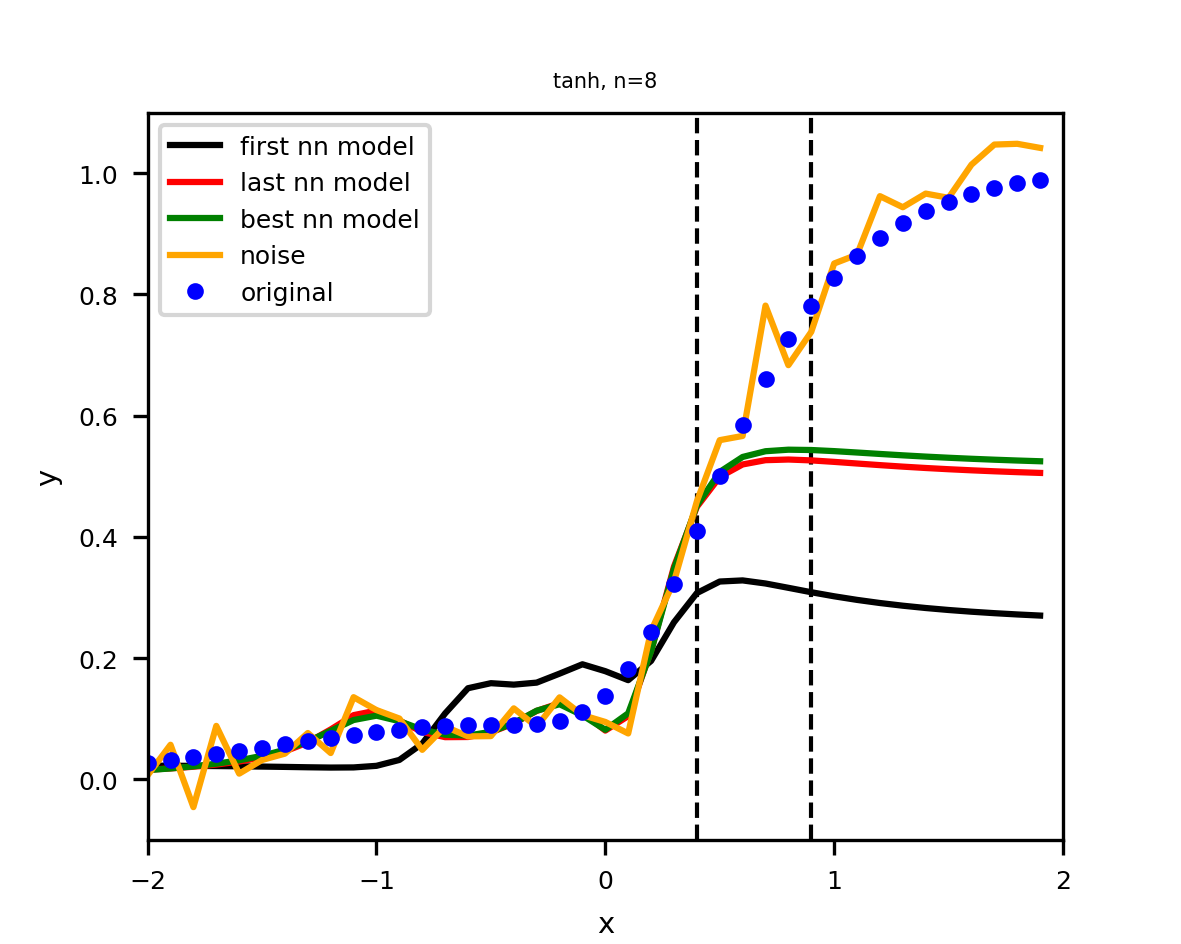 tanh, n=8
first nn model
last nn model
best nn model
noise
original
1.0
0.8
0.6
0.4
0.2
0.0
y
−2
−1
0
1
2
x